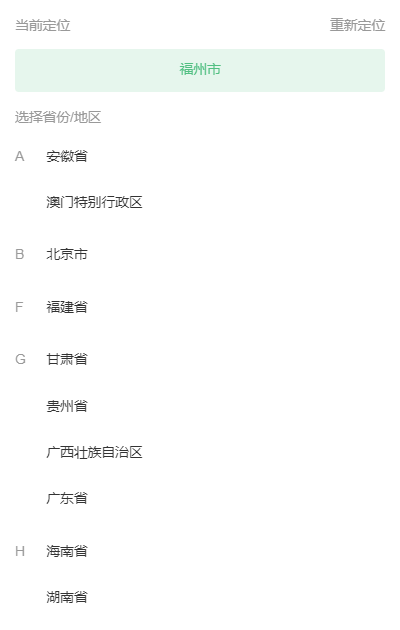 当前定位 重新定位
福州市
选择省份/地区
A 安徽省
澳门特别行政区
B 北京市
F 福建省
G 甘肃省
贵州省
广西壮族自治区
广东省
H 海南省
湖南省